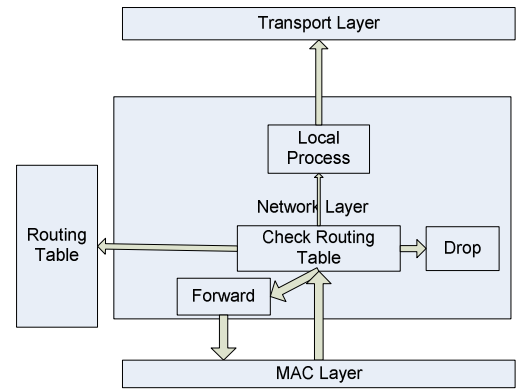 Transport Layer
Local
Process
Network Layer
Routing
Table
Check Routing
Table
Drop
Forward
MAC Layer